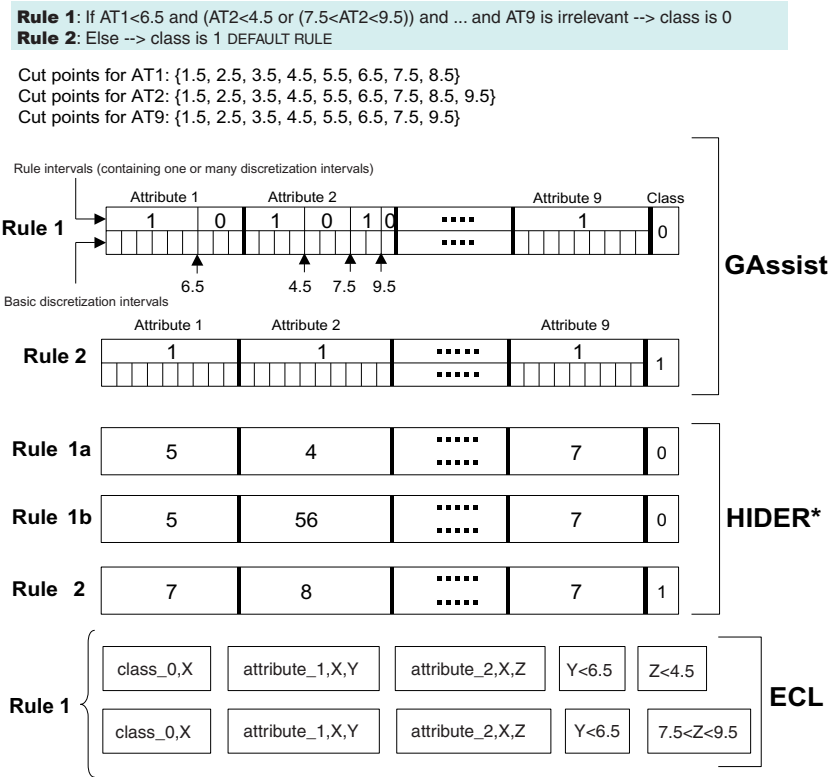 Rule 1: If AT1<6.5 and (AT2<4.5 or (7.5<AT2<9.5)) and ... and AT9 is irrelevant --> class is 0
Rule 2: Else --> class is 1 DEFAULT RULE
Cut points for AT1: {1.5, 2.5, 3.5, 4.5, 5.5, 6.5, 7.5, 8.5}
Cut points for AT2: {1.5, 2.5, 3.5, 4.5, 5.5, 6.5, 7.5, 8.5, 9.5}
Cut points for AT9: {1.5, 2.5, 3.5, 4.5, 5.5, 6.5, 7.5, 9.5}
Rule intervals (containing one or many discretization intervals)
Attribute 1 Attribute 2 Attribute 9 Class
Rule 1 1 0 1 0 1 0 .... 1 0
....
6.5 4.5 7.5 9.5
Basic discretization intervals
GAssist
Attribute 1 Attribute 2 Attribute 9
Rule 2 1 1 ..... 1 1
.....
Rule 1a 5 4 ..... 7 0
.....
Rule 1b 5 56 ..... 7 0
.....
HIDER*
Rule 2 7 8 ..... 7 1
.....
Rule 1
class_0,X attribute_1,X,Y attribute_2,X,Z Y<6.5 Z<4.5
ECL
class_0,X attribute_1,X,Y attribute_2,X,Z Y<6.5 7.5<Z<9.5